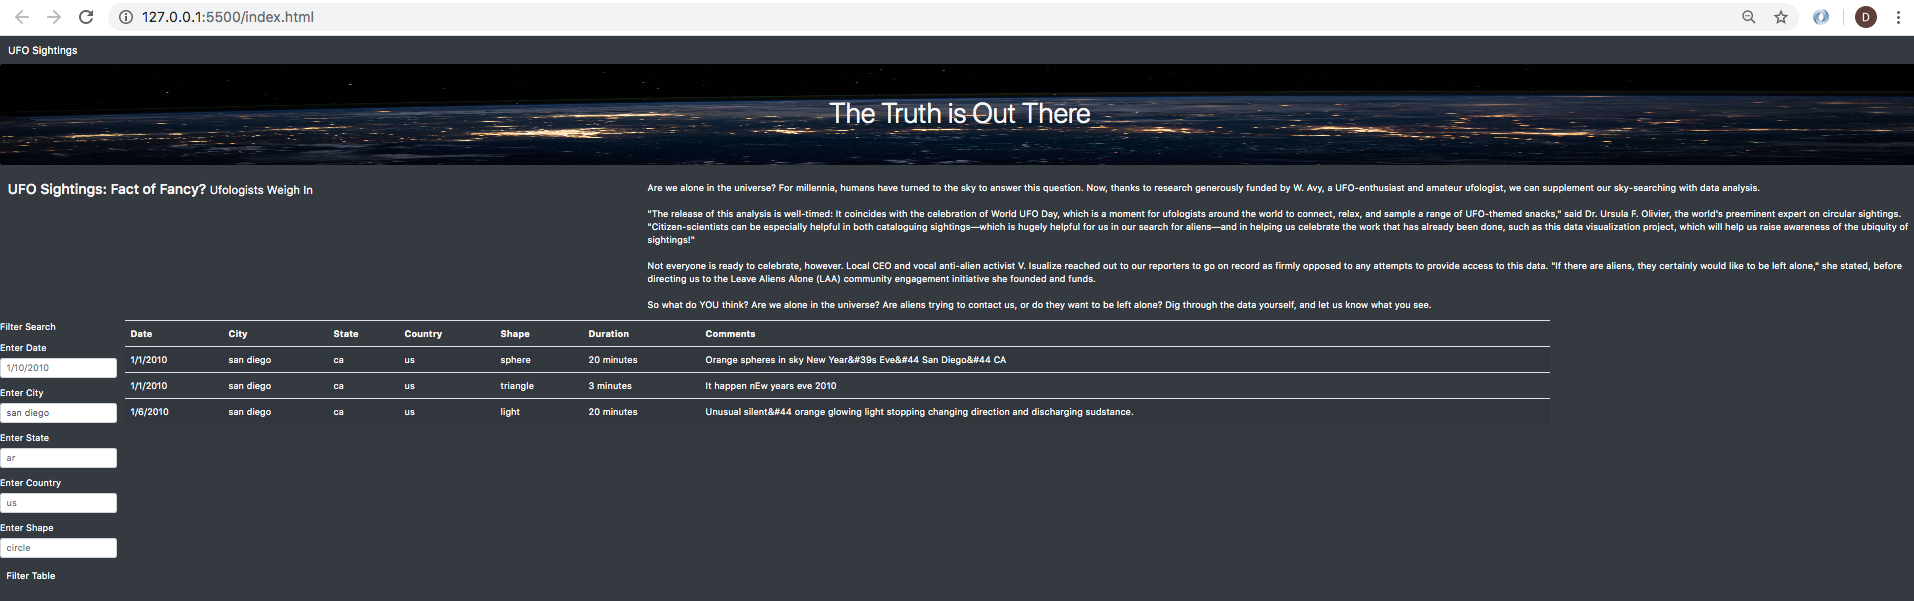 127.0.0.1:5500/index.html
D
UFO Sightings
The Truth is Out There
UFO Sightings: Fact of Fancy? Ufologists Weigh In
Are we alone in the universe? For millennia, humans have turned to the sky to answer this question. Now, thanks to research generously funded by W. Avy, a UFO-enthusiast and amateur ufologist, we can supplement our sky-searching with data analysis.
"The release of this analysis is well-timed: It coincides with the celebration of World UFO Day, which is a moment for ufologists around the world to connect, relax, and sample a range of UFO-themed snacks," said Dr. Ursula F. Olivier, the world's preeminent expert on circular sightings.
"Citizen-scientists can be especially helpful in both cataloguing sightings—which is hugely helpful for us in our search for aliens—and in helping us celebrate the work that has already been done, such as this data visualization project, which will help us raise awareness of the ubiquity of
sightings!"
Not everyone is ready to celebrate, however. Local CEO and vocal anti-alien activist V. Isualize reached out to our reporters to go on record as firmly opposed to any attempts to provide access to this data. "If there are aliens, they certainly would like to be left alone," she stated, before
directing us to the Leave Aliens Alone (LAA) community engagement initiative she founded and funds.
So what do YOU think? Are we alone in the universe? Are aliens trying to contact us, or do they want to be left alone? Dig through the data yourself, and let us know what you see.
Filter Search
Enter Date
1/10/2010
Enter City
san diego
Enter State
ar
Enter Country
us
Enter Shape
circle
Filter Table
Date City State Country Shape Duration Comments
1/1/2010 san diego ca us sphere 20 minutes Orange spheres in sky New Year&#39s Eve&#44 San Diego&#44 CA
1/1/2010 san diego ca us triangle 3 minutes It happen nEw years eve 2010
1/6/2010 san diego ca us light 20 minutes Unusual silent&#44 orange glowing light stopping changing direction and discharging sudstance.